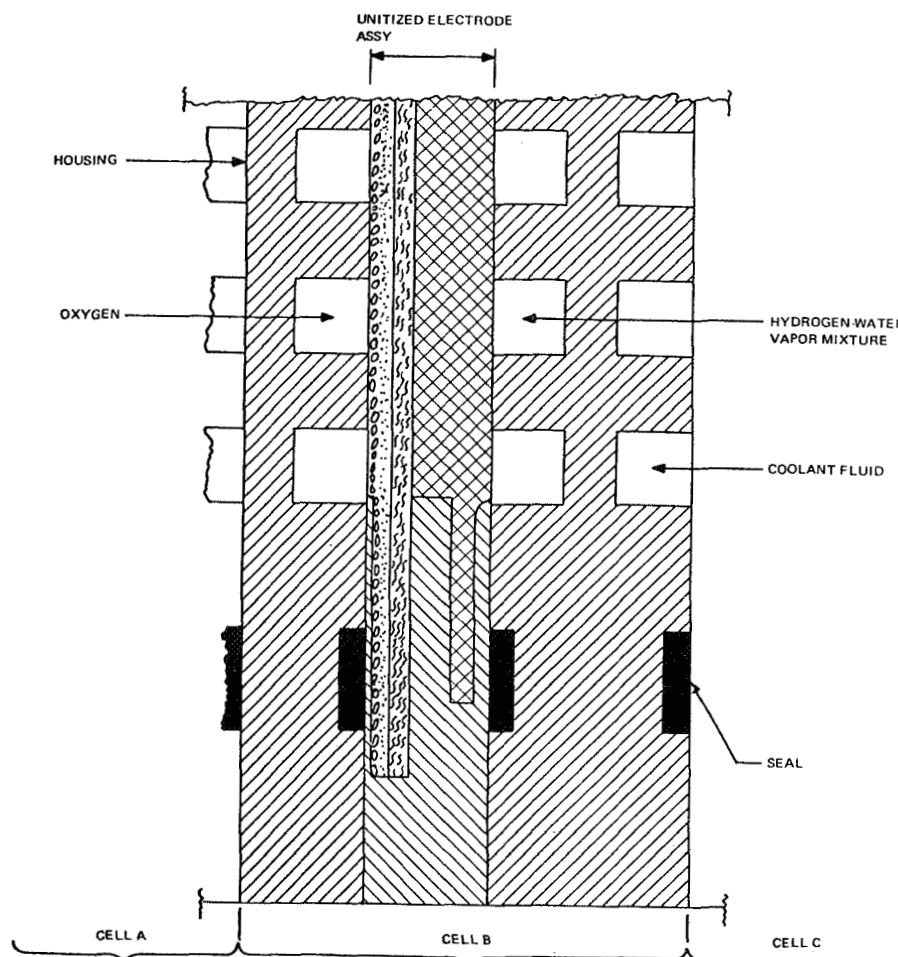 UNITIZED ELECTRODE
ASSY
HOUSING
OXYGEN
HYDROGEN-WATER
VAPOR MIXTURE
COOLANT FLUID
SEAL
CELL A
CELL B
CELL C